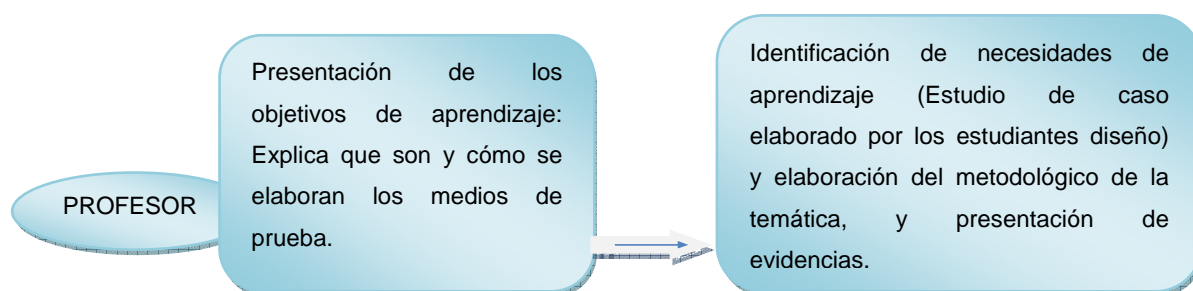 PROFESOR
Presentación de los
objetivos de aprendizaje:
Explica que son y cómo se
elaboran los medios de
prueba.
Identificación de necesidades de
aprendizaje (Estudio de caso
elaborado por los estudiantes diseño)
y elaboración del metodológico de la
temática, y presentación de
evidencias.